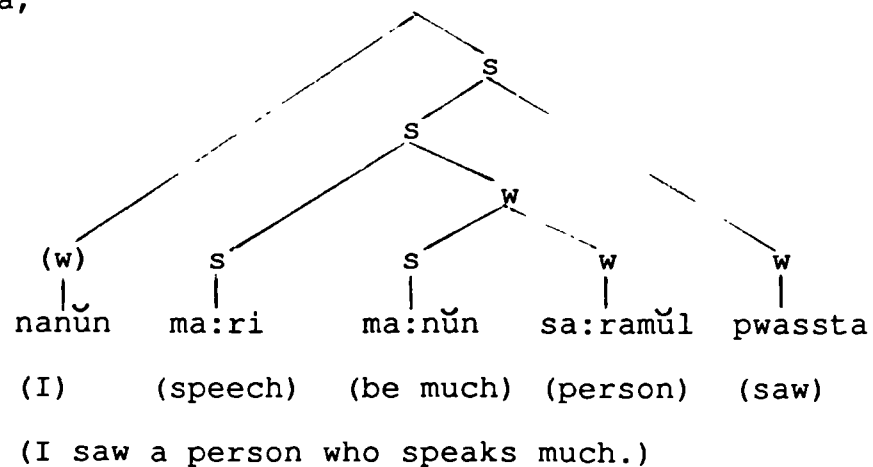 a,
s
s
w
(w) s s w w
nanŭn ma:ri ma:nŭn sa:ramŭl pwassta
(I) (speech) (be much) (person) (saw)
(I saw a person who speaks much.)